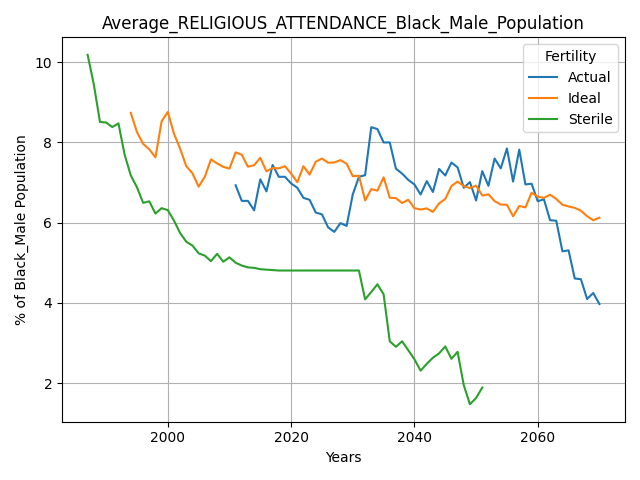 Average_RELIGIOUS_ATTENDANCE_Black_Male_Population
Fertility
Actual
Ideal
Sterile
% of Black_Male Population
10
8
6
4
2
2000 2020 2040 2060
Years